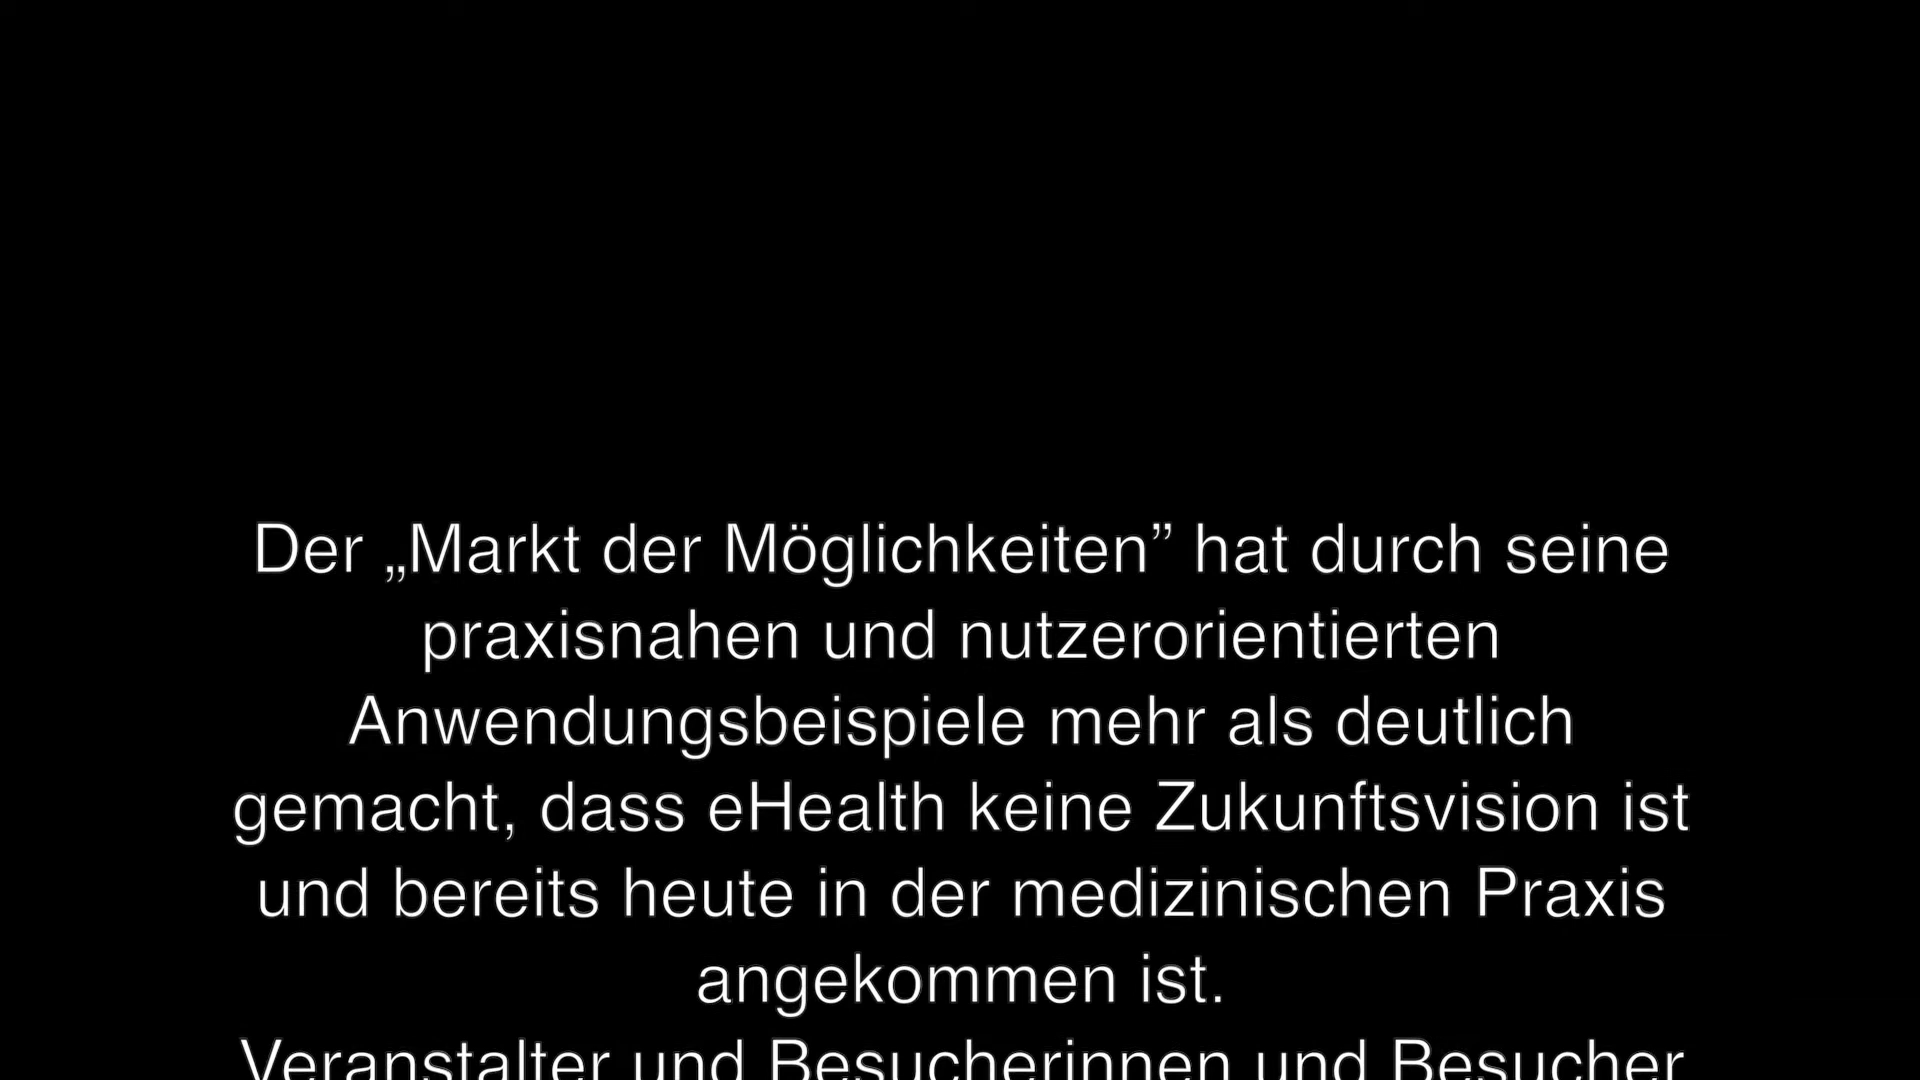 Der „Markt der Möglichkeiten” hat durch seine
praxisnahen und nutzerorientierten
Anwendungsbeispiele mehr als deutlich
gemacht, dass eHealth keine Zukunftsvision ist
und bereits heute in der medizinischen Praxis
angekommen ist.
Veranstalter und Besucherinnen und Besucher